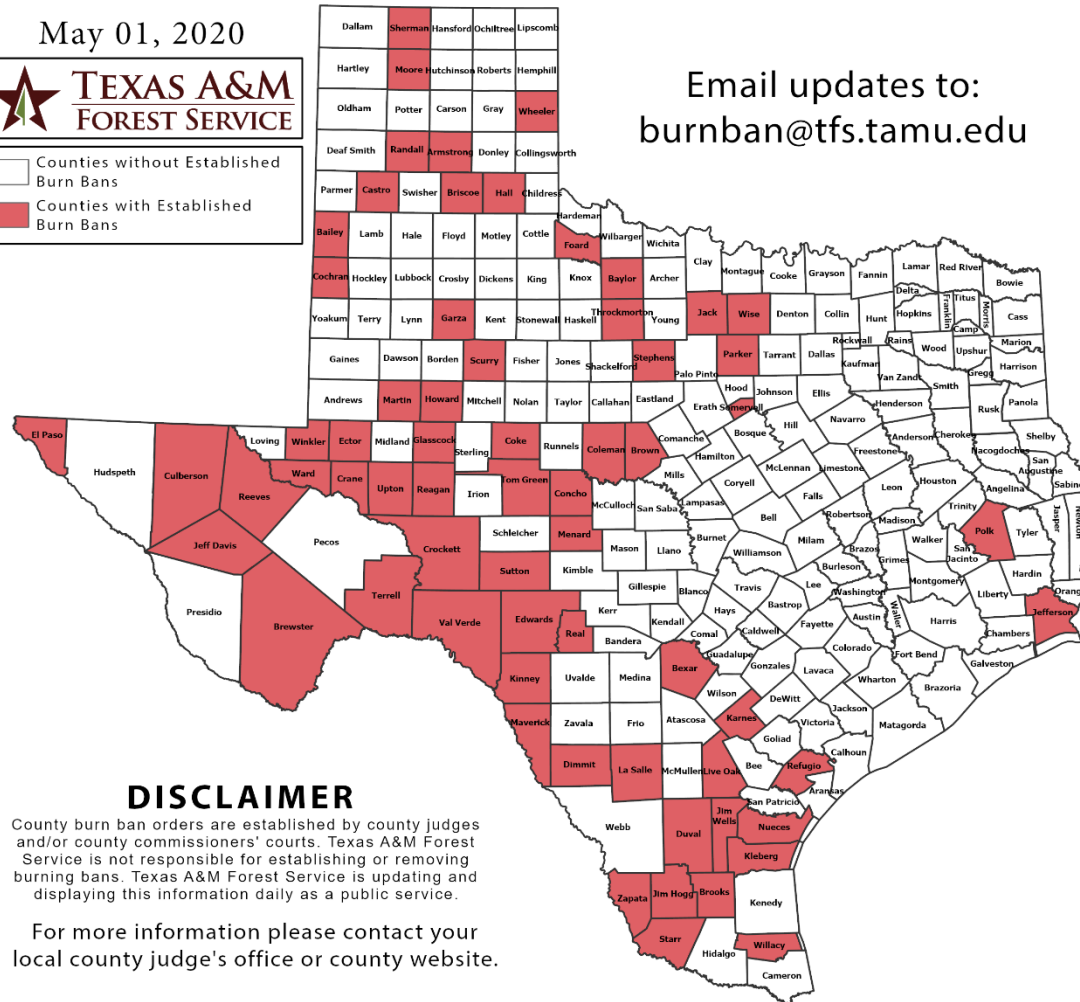 May 01, 2020
TEXAS A&M
FOREST SERVICE
Counties without Established
Burn Bans
Counties with Established
Burn Bans
Email updates to:
burnban@tfs.tamu.edu
Dallam Sherman Hansford Ochiltree Lipscomb
Hartley Moore Hutchinson Roberts Hemphill
Oldham Potter Carson Gray Wheeler
Deaf Smith Randall Armstrong Donley Collingsworth
Parmer Castro Swisher Briscoe Hall Childress
Hardeman
Bailey Lamb Hale Floyd Motley Cottle Foard Wilbarger Wichita
Clay Montague Cooke Grayson Fannin Lamar Red River Bowie
Cochran Hockley Lubbock Crosby Dickens King Knox Baylor Archer
Delta Franklin Titus Morris Cass
Yoakum Terry Lynn Garza Kent Stonewall Haskell Throckmorton Young Jack Wise Denton Collin Hunt Hopkins Camp
Rockwall Rains Wood Upshur Marion
Gaines Dawson Borden Scurry Fisher Jones Shackelford Stephens Palo Pinto Parker Tarrant Dallas Kaufman Van Zandt Gregg Harrison
Andrews Martin Howard Mitchell Nolan Taylor Callahan Eastland Erath Hood Somervell Johnson Ellis Henderson Smith Rusk Panola
El Paso Hudspeth Culberson Reeves Loving Winkler Ector Midland Glasscock Sterling Coke Runnels Coleman Brown Comanche Bosque Hill Navarro Anderson Cherokee Nacogdoches Shelby
Hamilton Freestone San
Augustine
Ward Crane Upton Reagan Irion Tom Green Concho McCulloch San Saba Mills Lampasas Coryell McLennan Limestone Falls Leon Houston Angelina Sabine
Trinity Polk Tyler Jasper Newton
Jeff Davis Pecos Crockett Schleicher Menard Mason Llano Burnet Bell Milam Robertson Madison Walker San
Jacinto
Brazos Grimes Hardin
Williamson Burleson Montgomery Liberty Orang
Presidio Brewster Terrell Val Verde Sutton Kimble Gillespie Blanco Travis Lee Washington Waller Harris Jefferson
Edwards Real Kerr Kendall Hays Bastrop Fayette Austin Chambers
Bandera Comal Caldwell Colorado Fort Bend Galveston
Kinney Uvalde Medina Bexar Guadalupe Gonzales Lavaca Wharton Brazoria
Wilson DeWitt Jackson Matagorda
Maverick Zavala Frio Atascosa Karnes Victoria
Goliad Calhoun
Dimmit La Salle McMullen Live Oak Bee Refugio Aransas
San Patricio
Webb Duval Jim
Wells
Nueces
Kleberg
Zapata Jim Hogg Brooks Kenedy
Starr Hidalgo Willacy
Cameron
DISCLAIMER
County burn ban orders are established by county judges
and/or county commissioners' courts. Texas A&M Forest
Service is not responsible for establishing or removing
burning bans. Texas A&M Forest Service is updating and
displaying this information daily as a public service.
For more information please contact your
local county judge's office or county website.